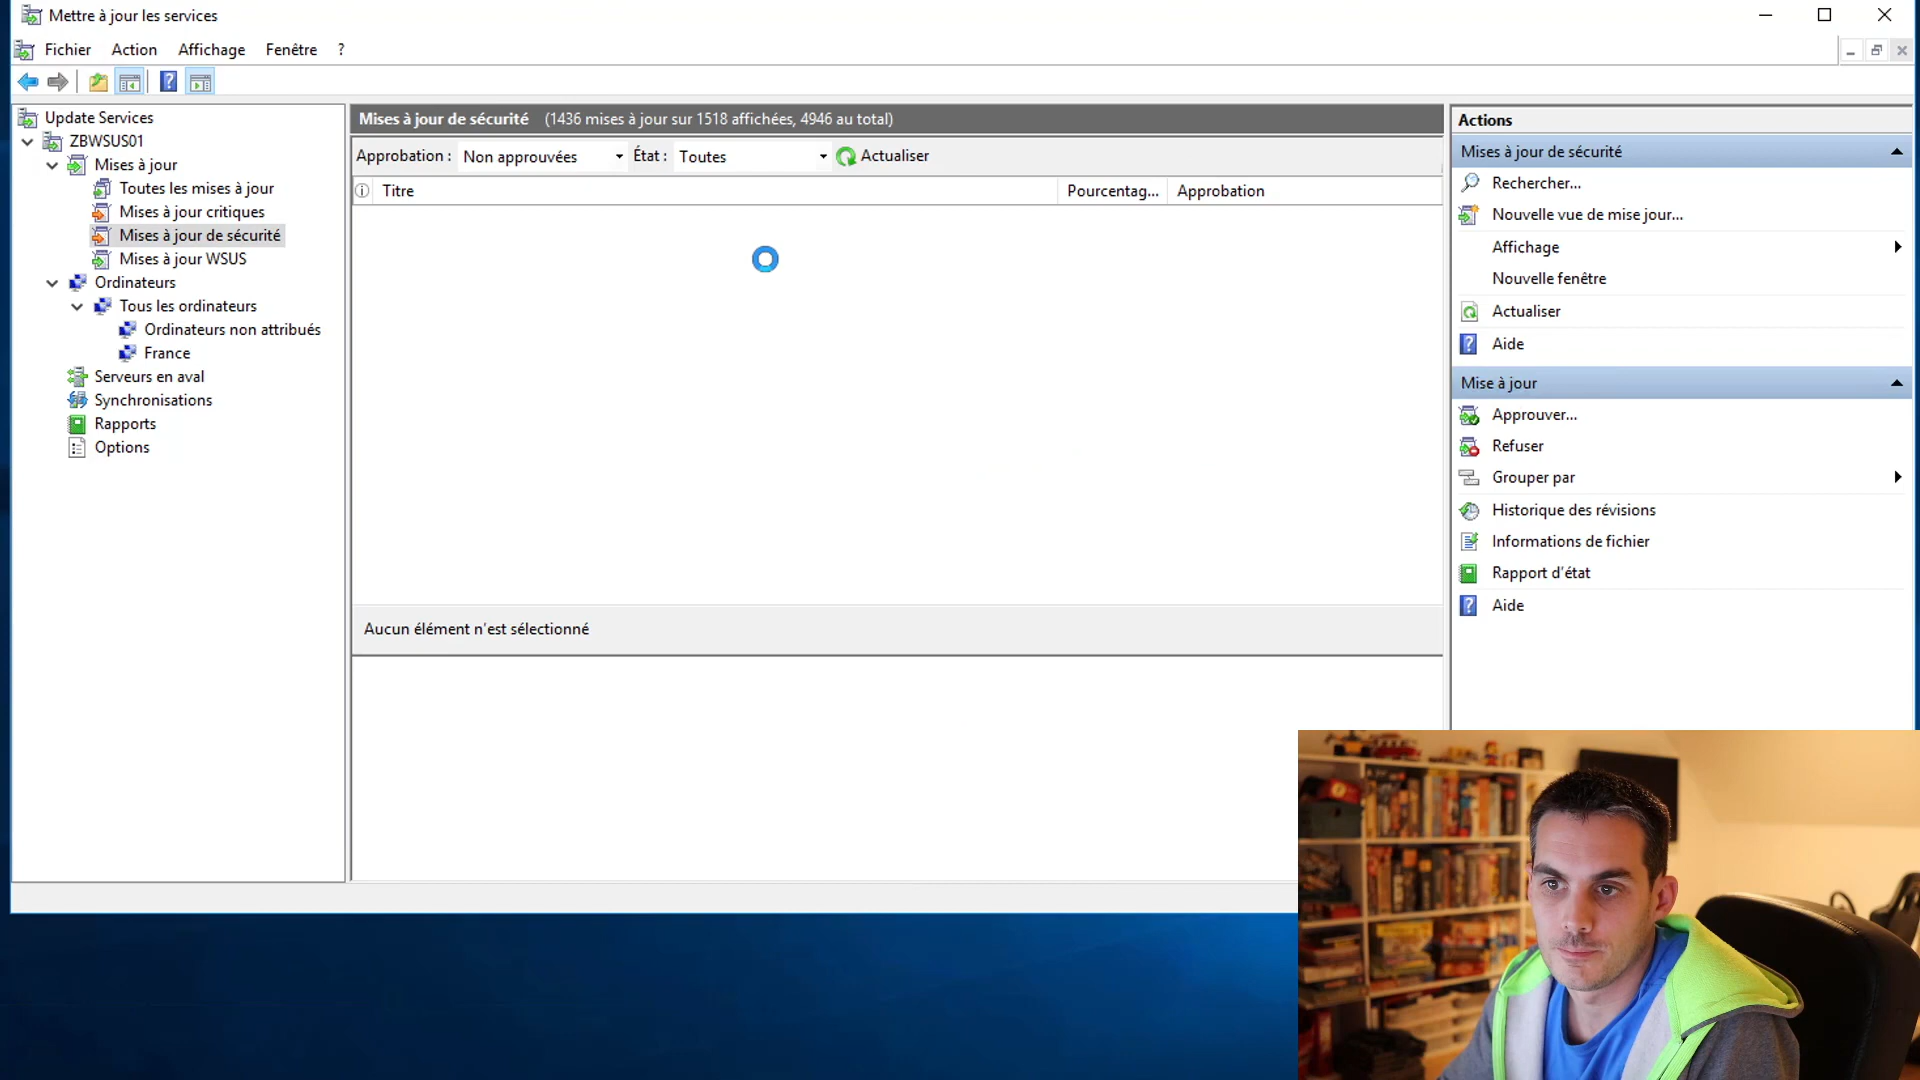 Mettre à jour les services
Fichier Action Affichage Fenêtre ?
Update Services
ZBWSUS01
Mises à jour
Toutes les mises à jour
Mises à jour critiques
Mises à jour de sécurité
Mises à jour WSUS
Ordinateurs
Tous les ordinateurs
Ordinateurs non attribués
France
Serveurs en aval
Synchronisations
Rapports
Options
Mises à jour de sécurité (1436 mises à jour sur 1518 affichées, 4946 au total)
Approbation : Non approuvées État : Toutes Actualiser
Titre Pourcentag... Approbation
Aucun élément n'est sélectionné
Actions
Mises à jour de sécurité
Rechercher...
Nouvelle vue de mise jour...
Affichage
Nouvelle fenêtre
Actualiser
Aide
Mise à jour
Approuver...
Refuser
Grouper par
Historique des révisions
Informations de fichier
Rapport d'état
Aide